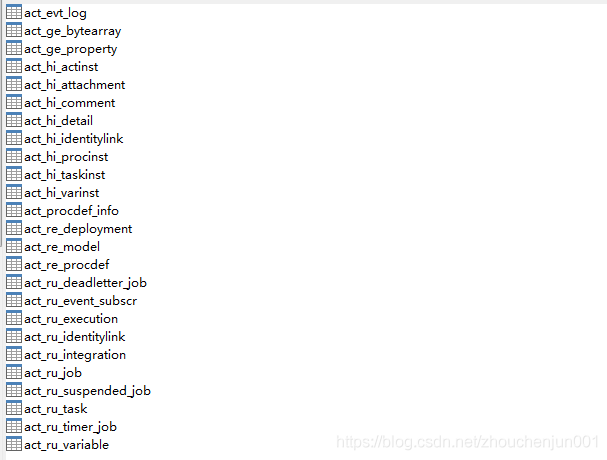 act_evt_log
act_ge_bytearray
act_ge_property
act_hi_actinst
act_hi_attachment
act_hi_comment
act_hi_detail
act_hi_identitylink
act_hi_procinst
act_hi_taskinst
act_hi_varinst
act_procdef_info
act_re_deployment
act_re_model
act_re_procdef
act_ru_deadletter_job
act_ru_event_subscr
act_ru_execution
act_ru_identitylink
act_ru_integration
act_ru_job
act_ru_suspended_job
act_ru_task
act_ru_timer_job
act_ru_variable
https://blog.csdn.net/zhouchenjun001